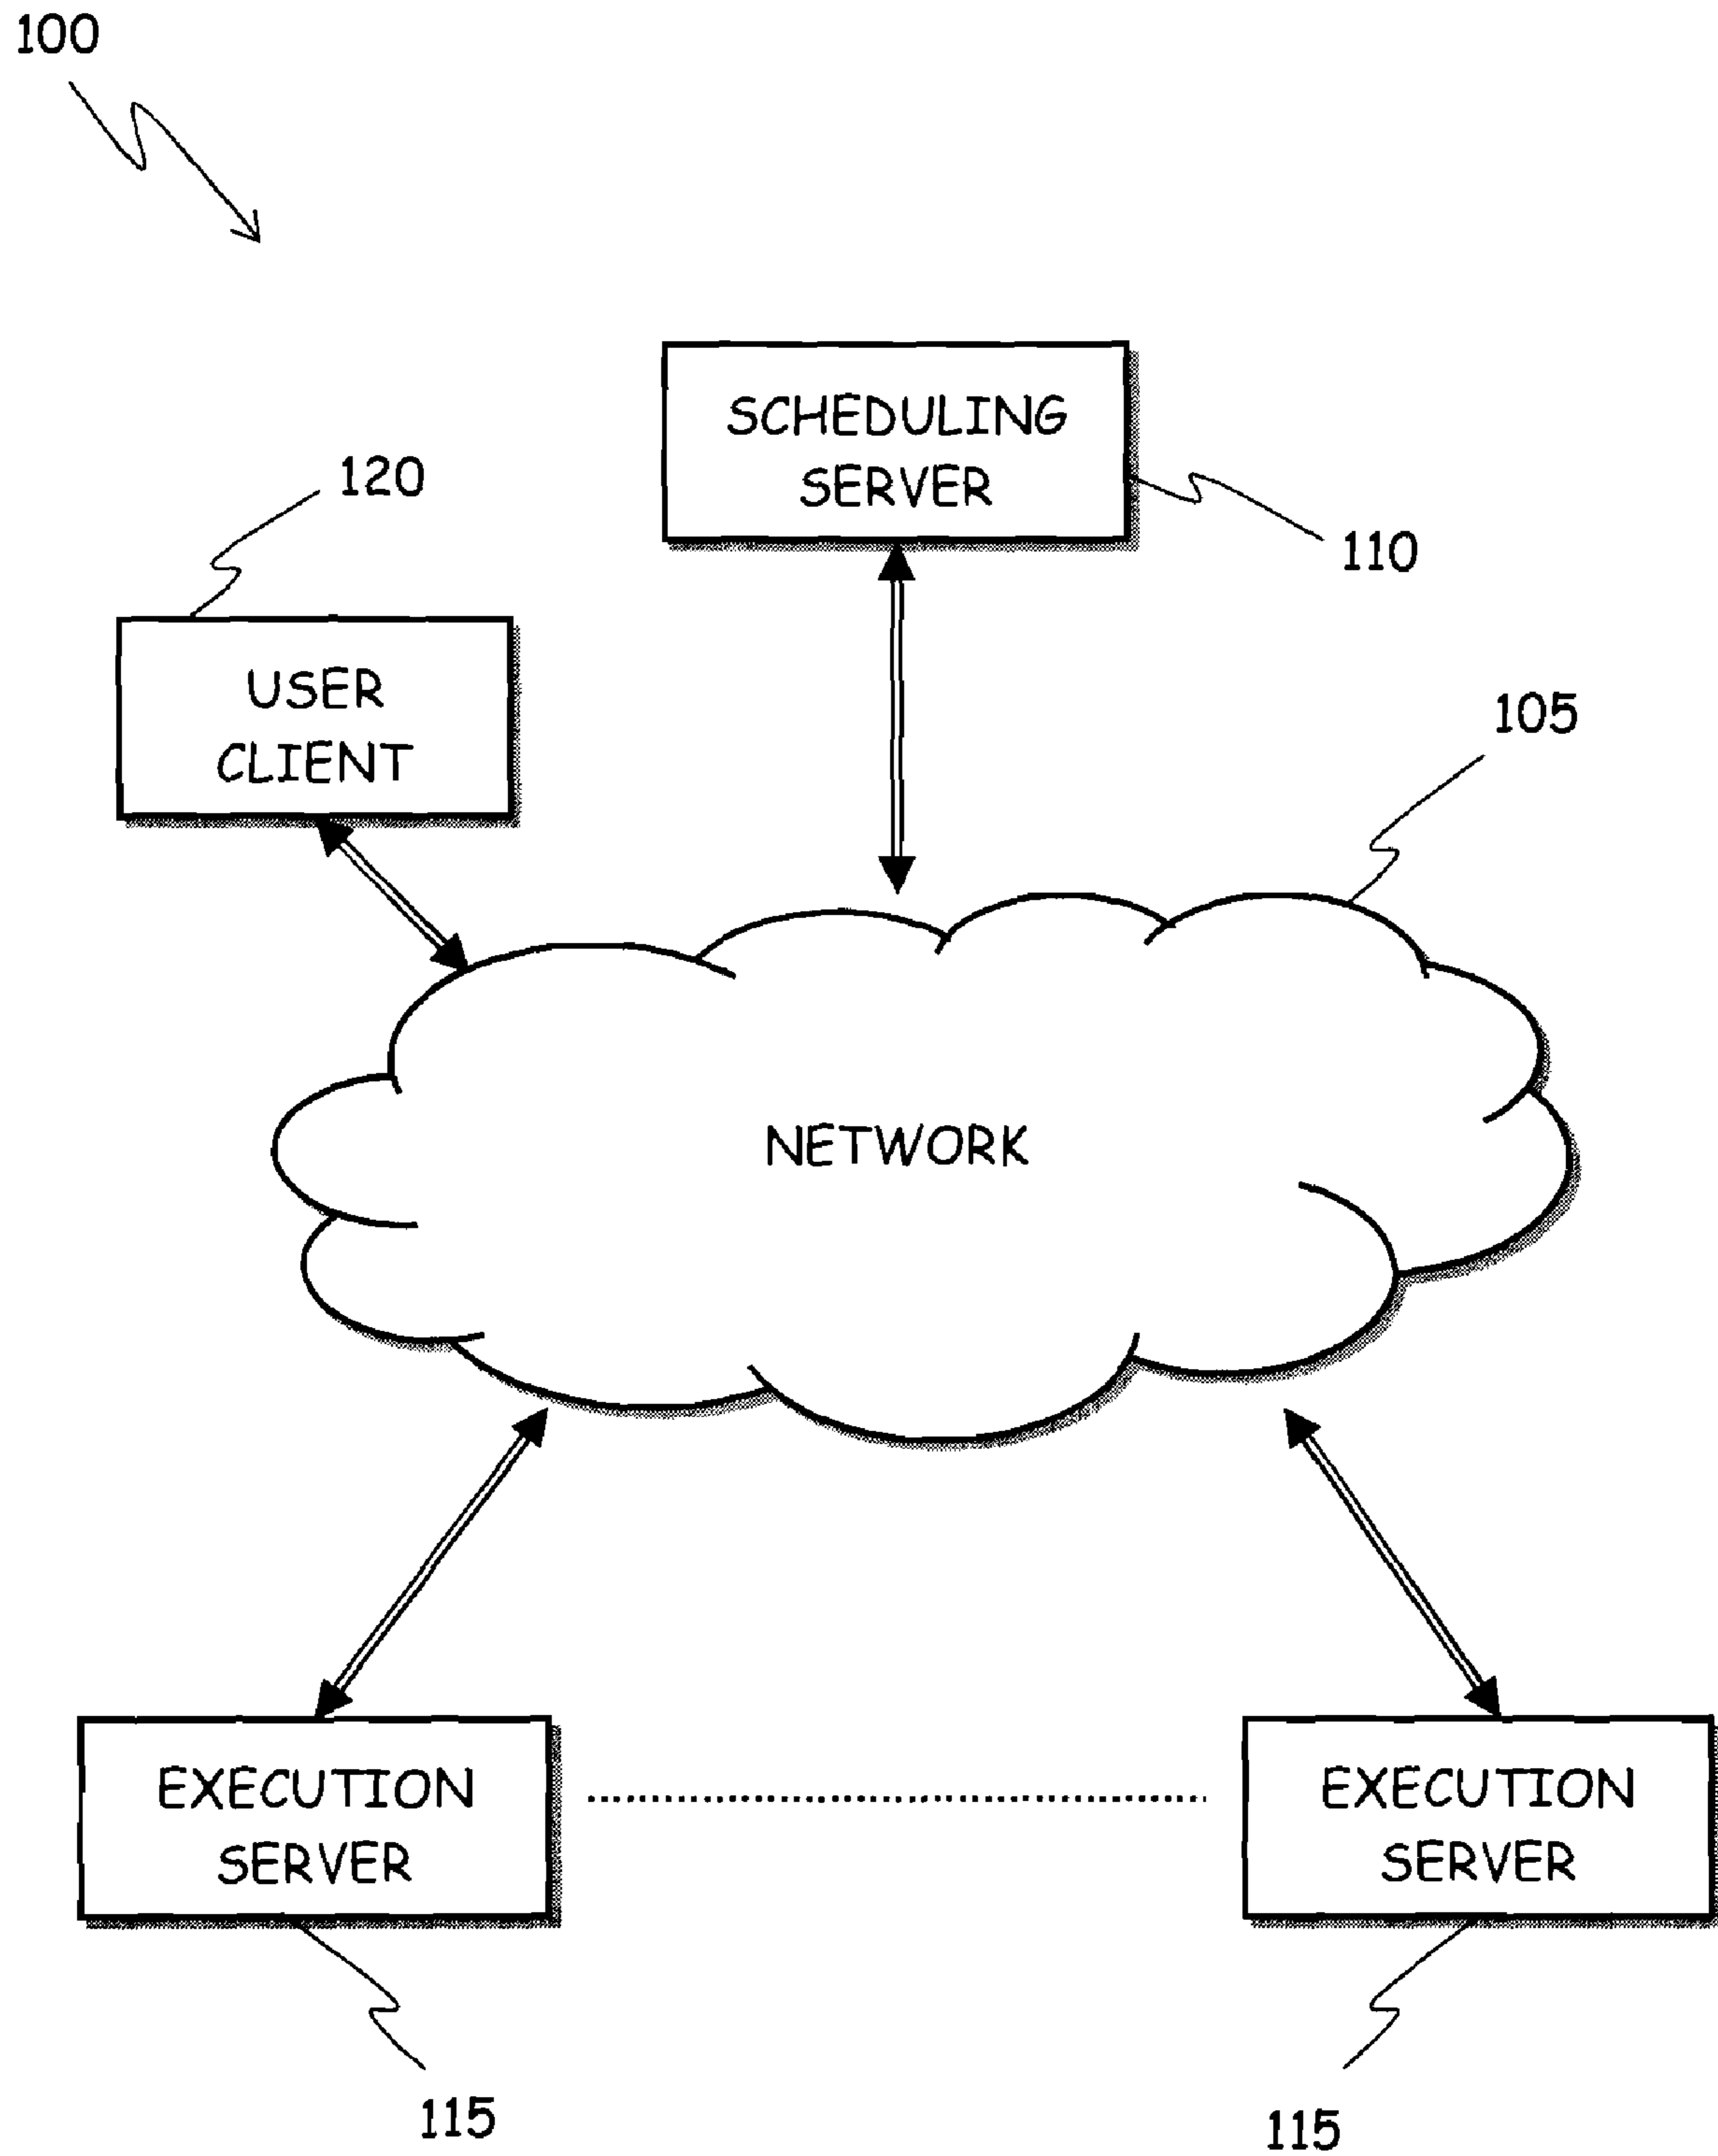 100
SCHEDULING
SERVER
110
120
USER
CLIENT
105
NETWORK
EXECUTION
SERVER
EXECUTION
SERVER
115
115